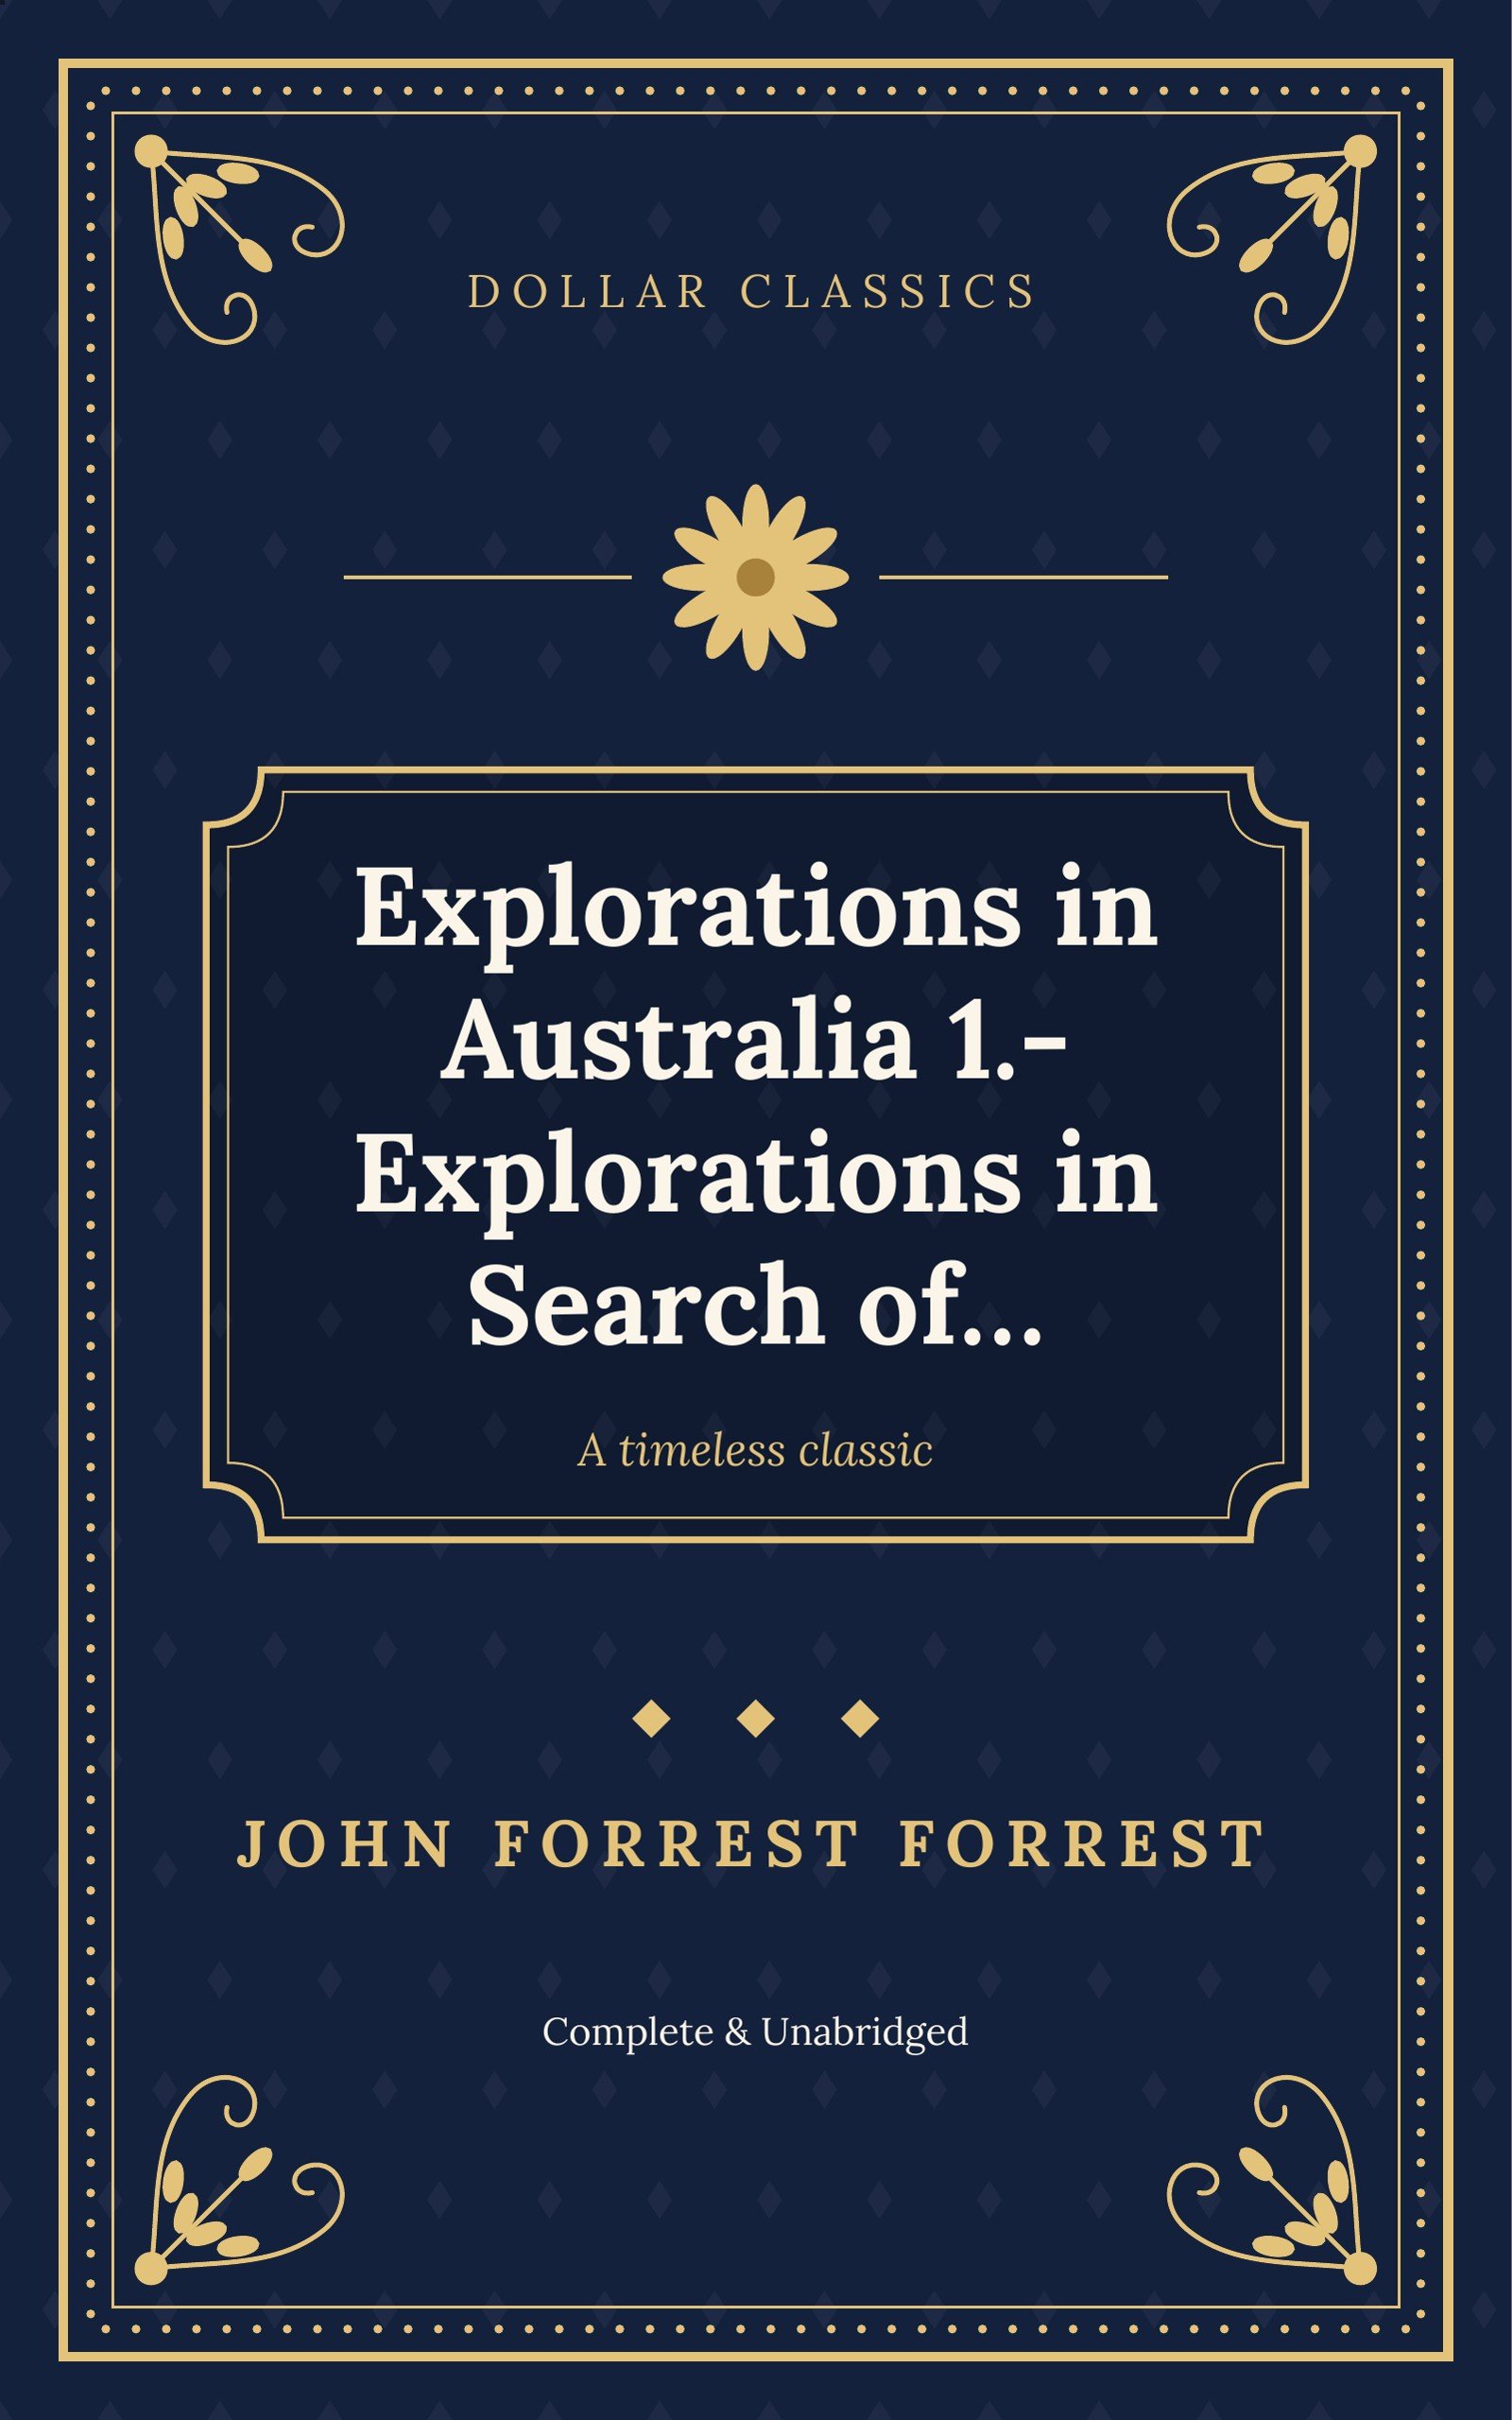 DOLLAR CLASSICS
Explorations in
Australia 1.-
Explorations in
Search of...
A timeless classic
JOHN FORREST FORREST
Complete & Unabridged